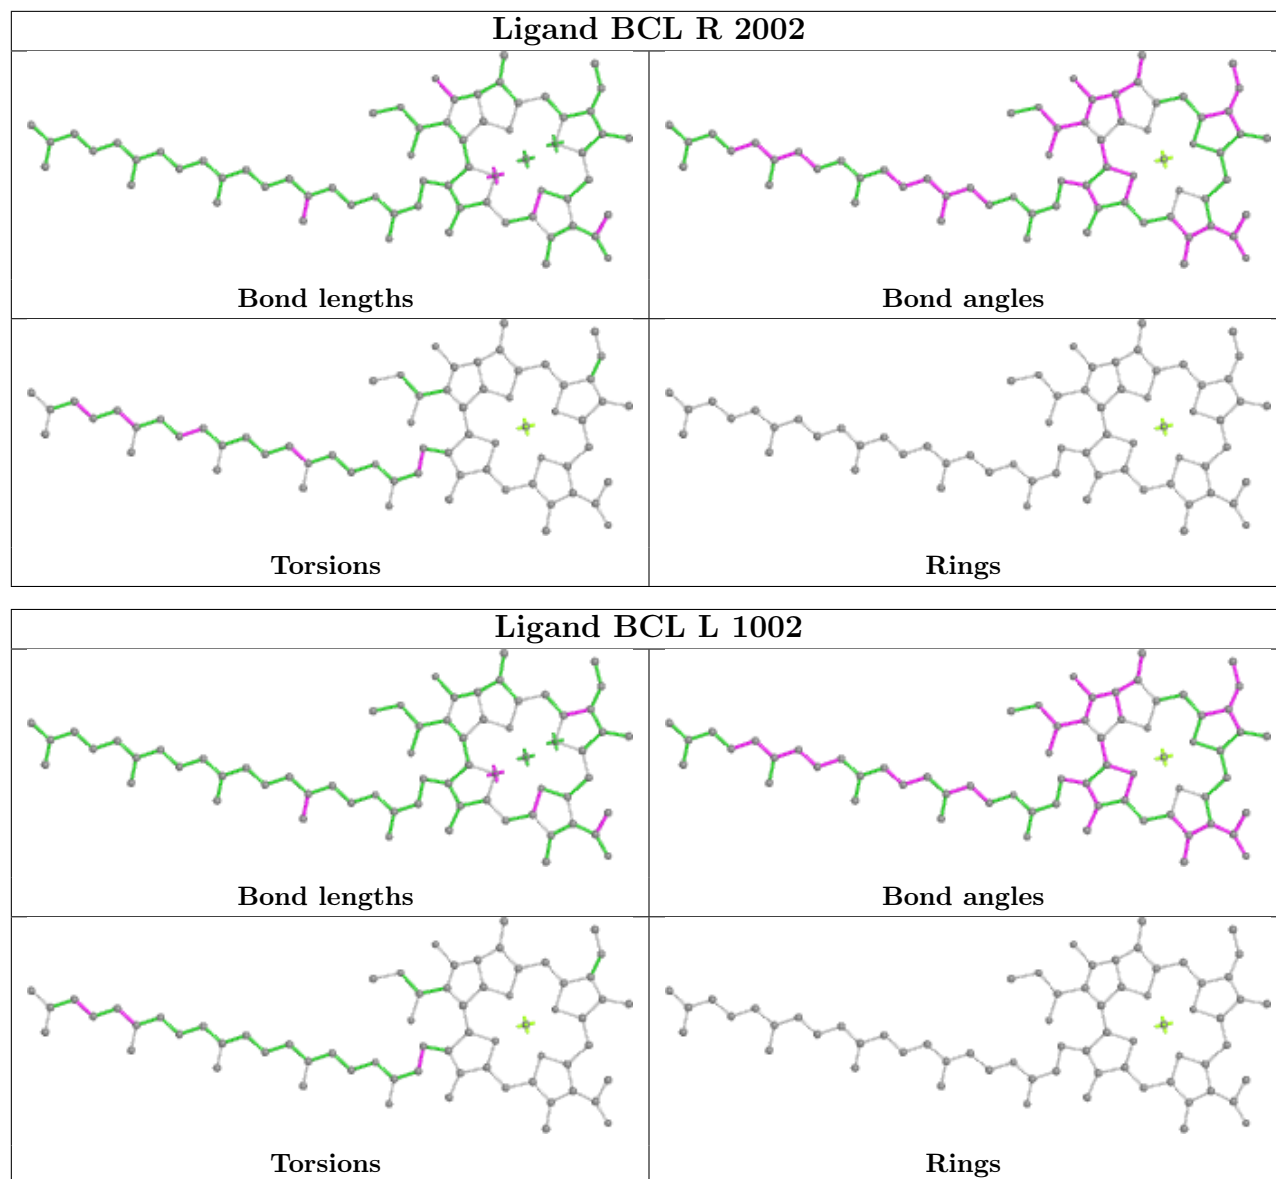 Ligand BCL R 2002
Bond lengths
Bond angles
Torsions
Rings
Ligand BCL L 1002
Bond lengths
Bond angles
Torsions
Rings